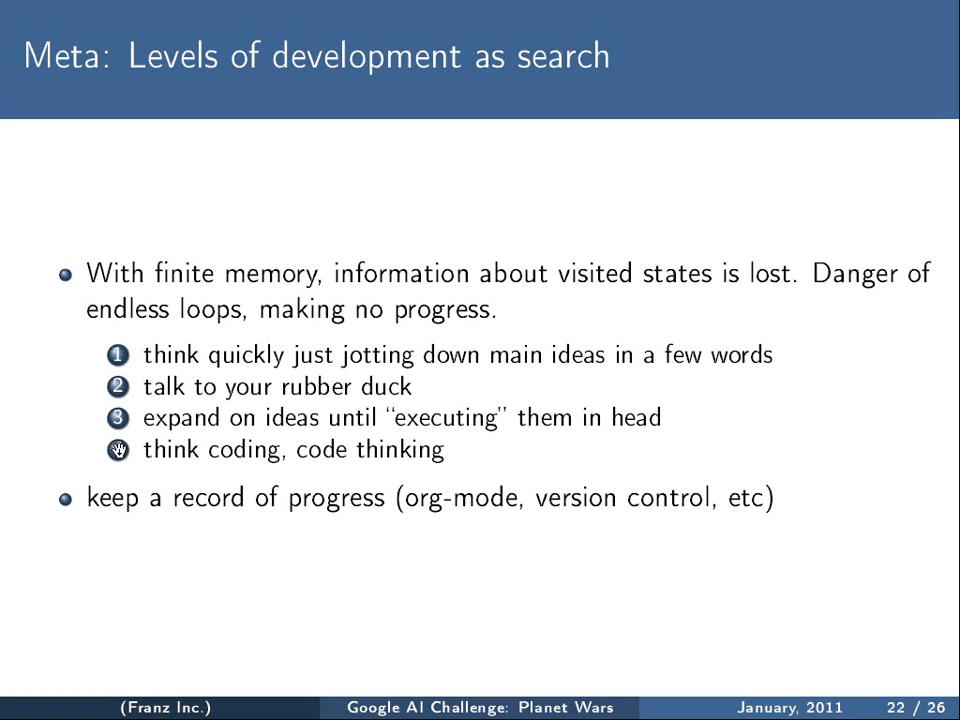 Meta: Levels of development as search
With finite memory, information about visited states is lost. Danger of
endless loops, making no progress.
1 think quickly just jotting down main ideas in a few words
2 talk to your rubber duck
3 expand on ideas until “executing” them in head
think coding, code thinking
keep a record of progress (org-mode, version control, etc)
(Franz Inc.) Google AI Challenge: Planet Wars January, 2011 22 / 26